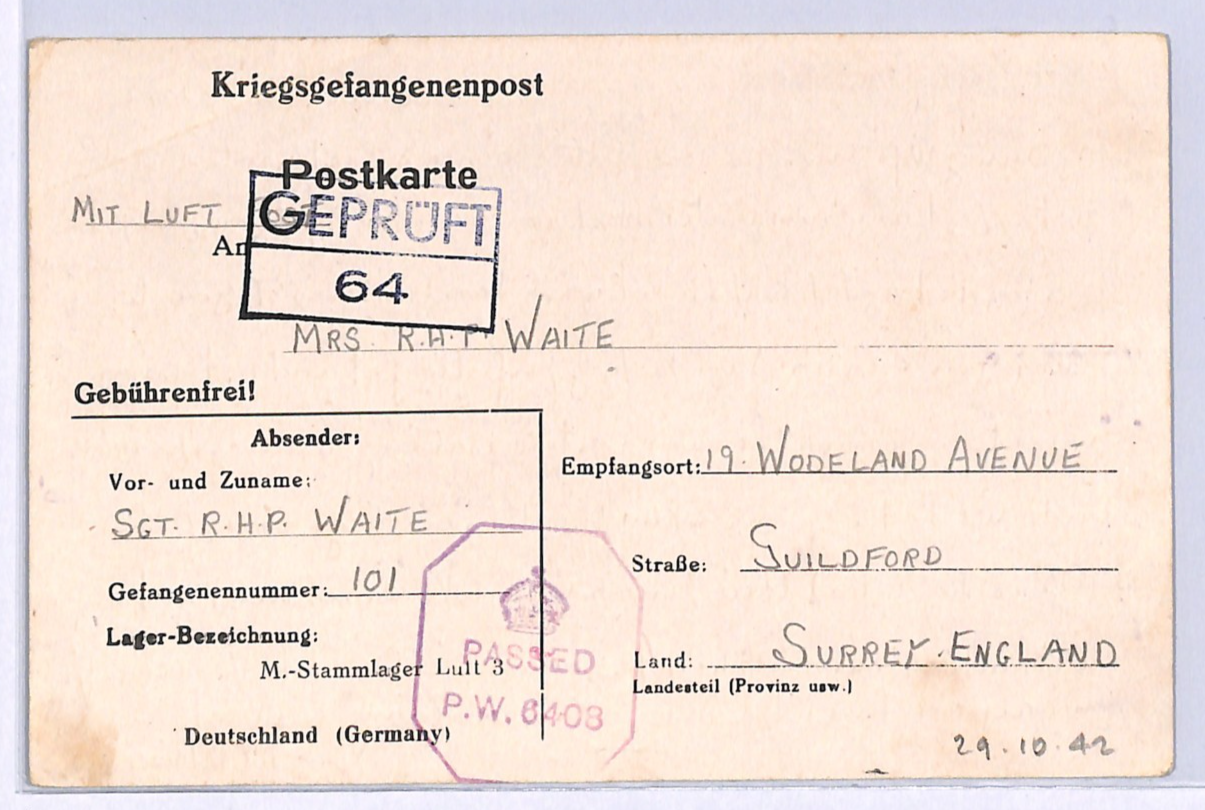 Kriegsgefangenenpost
Postkarte
MIT LUFT POST
GEPRÜFT
An
64
MRS. R.H.P. WAITE
Gebührenfrei!
Absender:
Vor- und Zuname:
SGT. R.H.P. WAITE
Gefangenennummer: 101
Lager-Bezeichnung:
M.-Stammlager Luft 3
Deutschland (Germany)
Empfangsort: 19. WODELAND AVENUE
Straße: GUILDFORD
Land: SURREY. ENGLAND
Landesteil (Provinz usw.)
PASSED
P.W. 6408
29.10.42